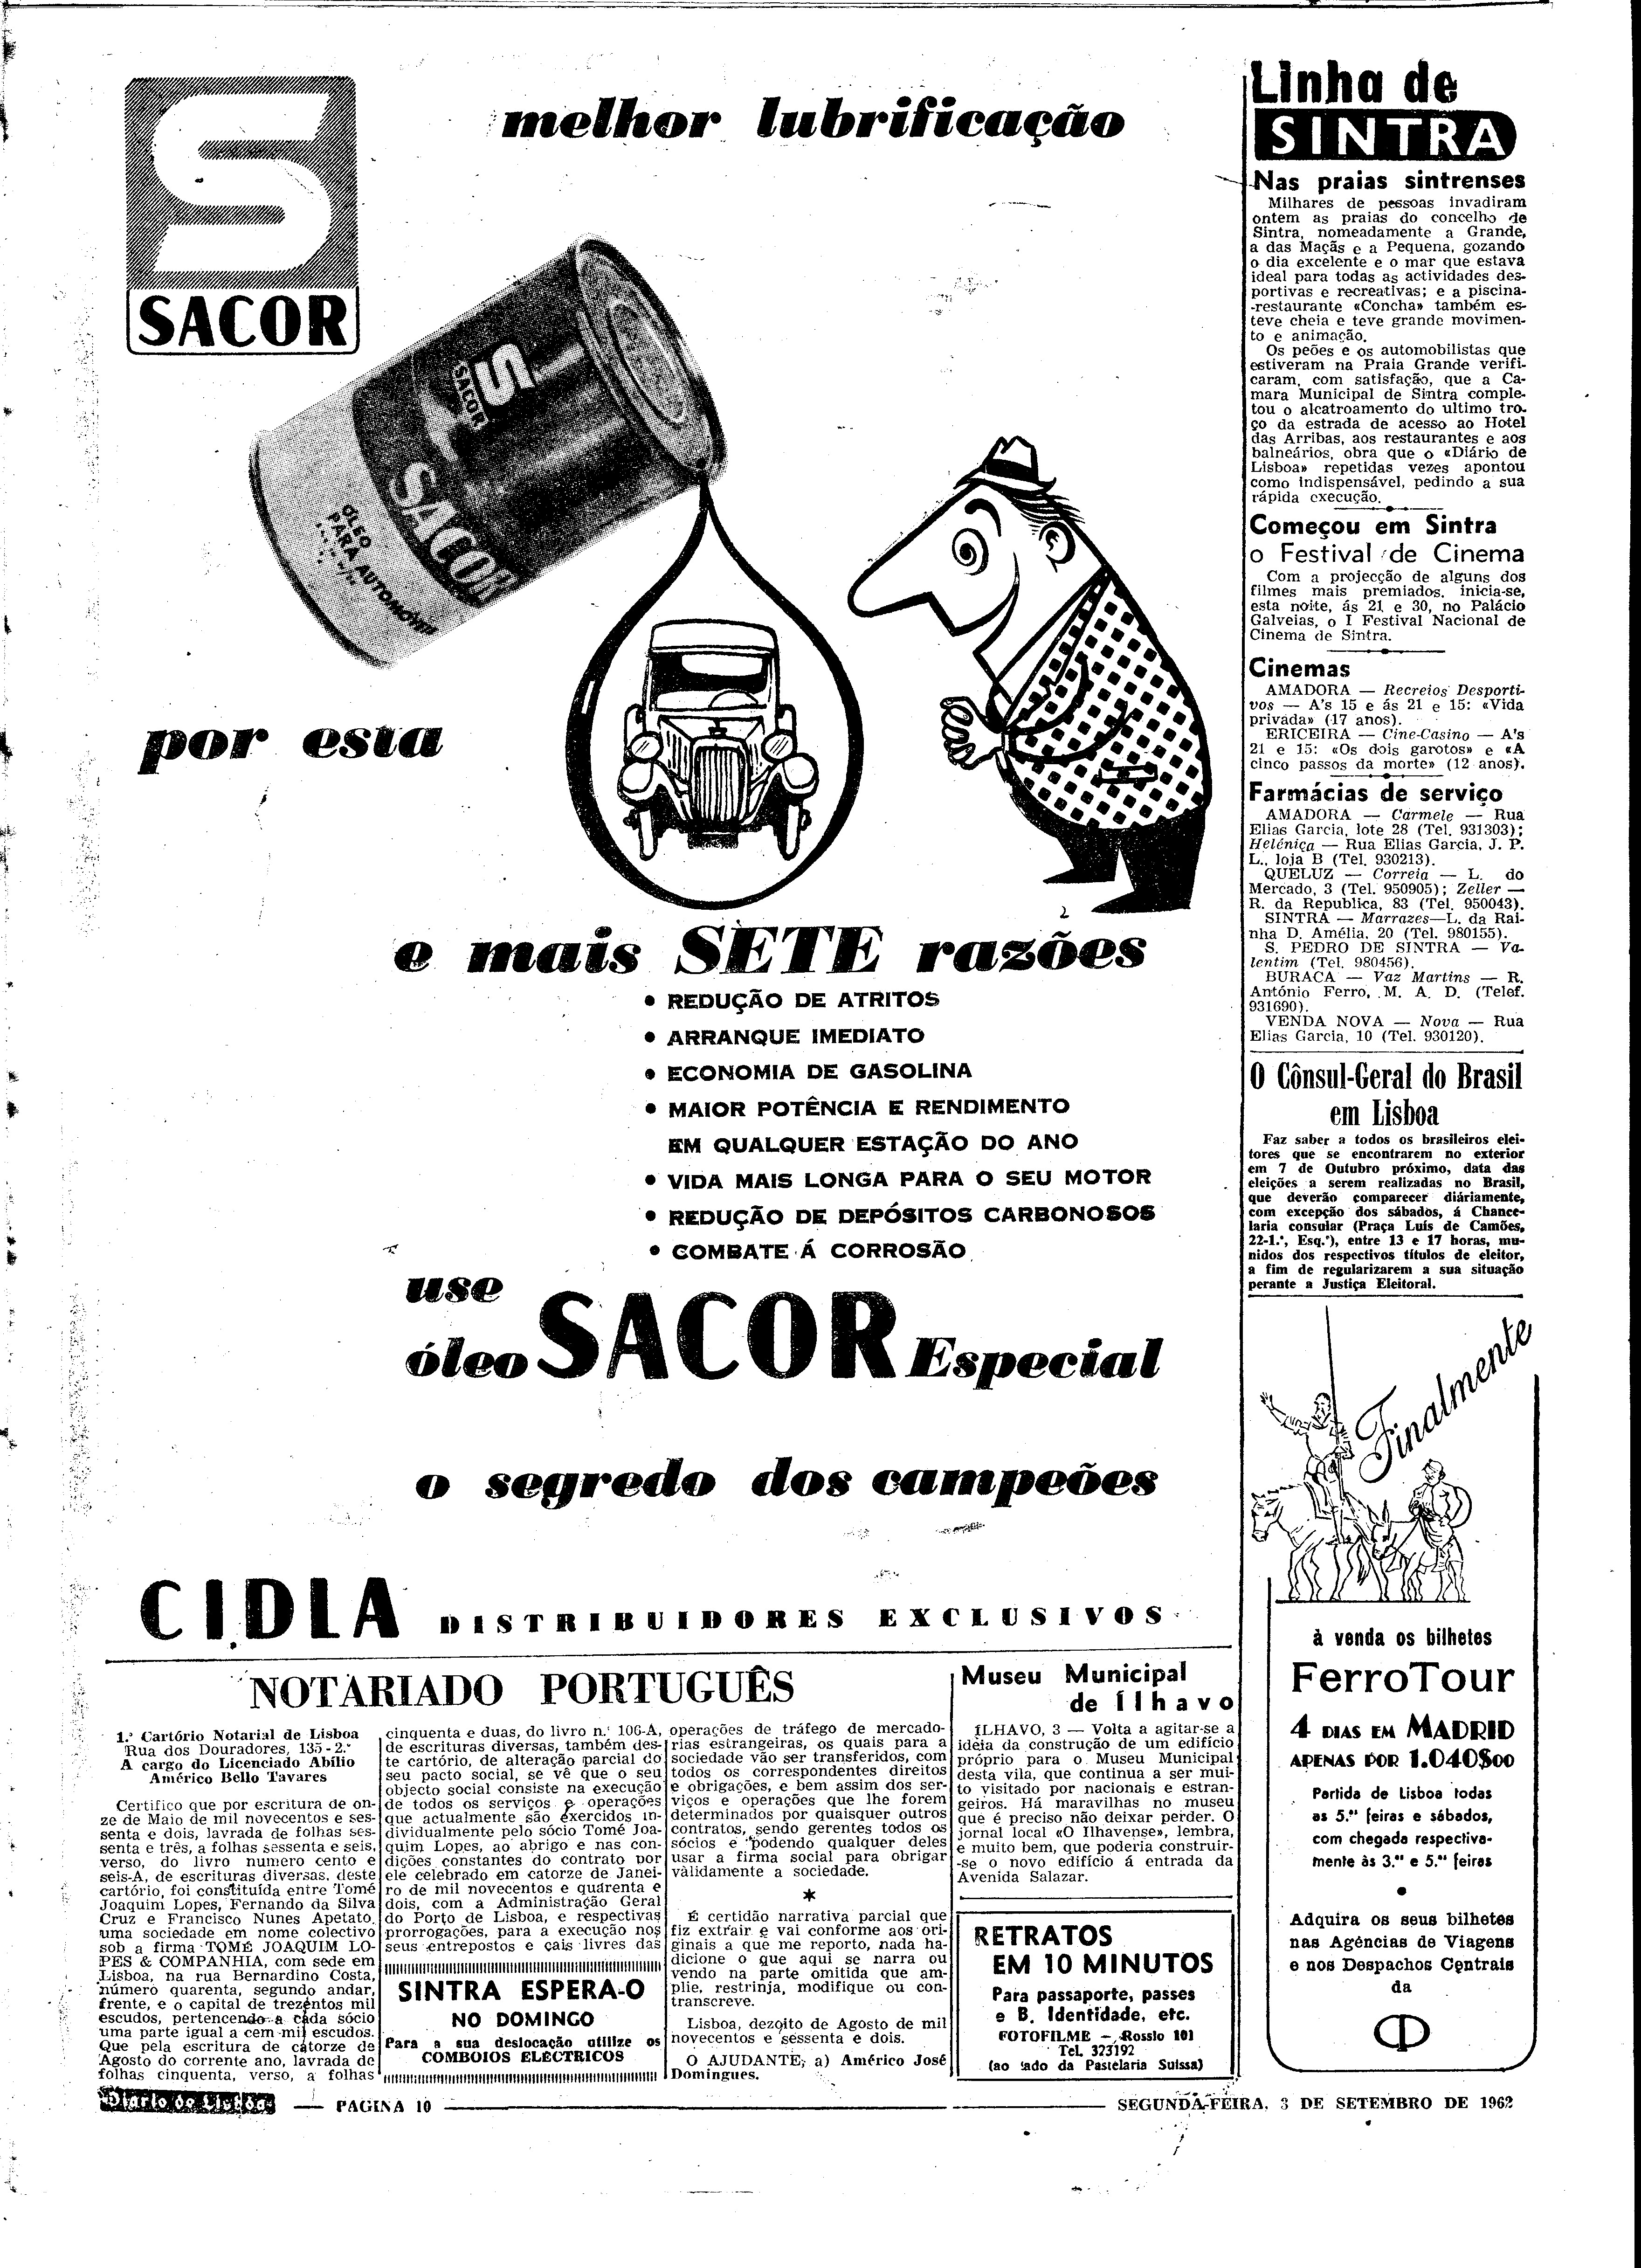 SACOR
melhor lubrificação
S
SACOR
SACOR
ÓLEO
PARA AUTOMÓVEIS
por esta
e mais SETE razões
• REDUÇÃO DE ATRITOS
• ARRANQUE IMEDIATO
• ECONOMIA DE GASOLINA
• MAIOR POTÊNCIA E RENDIMENTO
EM QUALQUER ESTAÇÃO DO ANO
• VIDA MAIS LONGA PARA O SEU MOTOR
• REDUÇÃO DE DEPÓSITOS CARBONOSOS
• COMBATE Á CORROSÃO
use
óleo SACOR Especial
o segredo dos campeões
CIDLA DISTRIBUIDORES EXCLUSIVOS
NOTARIADO PORTUGUÊS
1.º Cartório Notarial de Lisboa
Rua dos Douradores, 135-2.º
A cargo do Licenciado Abílio
Américo Bello Tavares
Certifico que por escritura de on-
ze de Maio de mil novecentos e ses-
senta e dois, lavrada de folhas ses-
senta e três, a folhas sessenta e seis,
verso, do livro numero cento e
seis-A, de escrituras diversas, deste
cartório, foi constituída entre Tomé
Joaquim Lopes, Fernando da Silva
Cruz e Francisco Nunes Apetato,
uma sociedade em nome colectivo
sob a firma TOMÉ JOAQUIM LO-
PES & COMPANHIA, com sede em
Lisboa, na rua Bernardino Costa,
número quarenta, segundo andar,
frente, e o capital de trezentos mil
escudos, pertencendo a cada sócio
uma parte igual a cem mil escudos.
Que pela escritura de catorze de
Agosto do corrente ano, lavrada de
folhas cinquenta, verso, a folhas
cinquenta e duas, do livro n.º 106-A,
de escrituras diversas, também des-
te cartório, de alteração parcial do
seu pacto social, se vê que o seu
objecto social consiste na execução
de todos os serviços e operações
que actualmente são exercidos in-
dividualmente pelo sócio Tomé Joa-
quim Lopes, ao abrigo e nas con-
dições constantes do contrato por
ele celebrado em catorze de Janei-
ro de mil novecentos e quarenta e
dois, com a Administração Geral
do Porto de Lisboa, e respectivas
prorrogações, para a execução nos
seus entrepostos e cais livres das
operações de tráfego de mercado-
rias estrangeiras, os quais para a
sociedade vão ser transferidos, com
todos os correspondentes direitos
e obrigações, e bem assim dos ser-
viços e operações que lhe forem
determinados por quaisquer outros
contratos, sendo gerentes todos os
sócios e podendo qualquer deles
usar a firma social para obrigar
vàlidamente a sociedade.
*
É certidão narrativa parcial que
fiz extrair e vai conforme aos ori-
ginais a que me reporto, nada ha-
vendo na parte omitida que am-
plie, restrinja, modifique ou con-
dicione o que aqui se narra ou
transcreve.
Lisboa, dezoito de Agosto de mil
novecentos e sessenta e dois.
O AJUDANTE, a) Américo José
Domingues.
SINTRA ESPERA-O
NO DOMINGO
Para a sua deslocação utilize os
COMBOIOS ELÉCTRICOS
Museu Municipal
de Ílhavo
ÍLHAVO, 3 — Volta a agitar-se a
ideia da construção de um edifício
próprio para o Museu Municipal
desta vila, que continua a ser mui-
to visitado por nacionais e estran-
geiros. Há maravilhas no museu
que é preciso não deixar perder. O
jornal local «O Ilhavense», lembra,
e muito bem, que poderia construir-
-se o novo edifício á entrada da
Avenida Salazar.
RETRATOS
EM 10 MINUTOS
Para passaporte, passes
e B. Identidade, etc.
FOTOFILME — Rossio 101
Tel. 323192
(ao lado da Pastelaria Suissa)
Linha de
SINTRA
Nas praias sintrenses
Milhares de pessoas invadiram
ontem as praias do concelho de
Sintra, nomeadamente a Grande,
a das Maçãs e a Pequena, gozando
o dia excelente e o mar que estava
ideal para todas as actividades des-
portivas e recreativas; e a piscina-
-restaurante «Concha» também es-
teve cheia e teve grande movimen-
to e animação.
Os peões e os automobilistas que
estiveram na Praia Grande verifi-
caram, com satisfação, que a Ca-
mara Municipal de Sintra comple-
tou o alcatroamento do ultimo tro-
ço da estrada de acesso ao Hotel
das Arribas, aos restaurantes e aos
balneários, obra que o «Diário de
Lisboa» repetidas vezes apontou
como indispensável, pedindo a sua
rápida execução.
Começou em Sintra
o Festival de Cinema
Com a projecção de alguns dos
filmes mais premiados, inicia-se,
esta noite, ás 21 e 30, no Palácio
Galveias, o I Festival Nacional de
Cinema de Sintra.
Cinemas
AMADORA — Recreios Desporti-
vos — A's 15 e ás 21 e 15: «Vida
privada» (17 anos).
ERICEIRA — Cine-Casino — A's
21 e 15: «Os dois garotos» e «A
cinco passos da morte» (12 anos).
Farmácias de serviço
AMADORA — Carmele — Rua
Elias Garcia, lote 28 (Tel. 931303);
Helénica — Rua Elias Garcia, J. P.
L., loja B (Tel. 930213).
QUELUZ — Correia — L. do
Mercado, 3 (Tel. 950905); Zeller —
R. da Republica, 83 (Tel. 950043).
SINTRA — Marrazes—L. da Rai-
nha D. Amélia, 20 (Tel. 980155).
S. PEDRO DE SINTRA — Va-
lentim (Tel. 980456).
BURACA — Vaz Martins — R.
António Ferro, M. A. D. (Telef.
931690).
VENDA NOVA — Nova — Rua
Elias Garcia, 10 (Tel. 930120).
O Cônsul-Geral do Brasil
em Lisboa
Faz saber a todos os brasileiros elei-
tores que se encontrarem no exterior
em 7 de Outubro próximo, data das
eleições a serem realizadas no Brasil,
que deverão comparecer diáriamente,
com excepção dos sábados, á Chance-
laria consular (Praça Luís de Camões,
22-1.º, Esq.º), entre 13 e 17 horas, mu-
nidos dos respectivos títulos de eleitor,
a fim de regularizarem a sua situação
perante a Justiça Eleitoral.
Finalmente
à venda os bilhetes
FerroTour
4 DIAS EM MADRID
APENAS POR 1.040$00
Partida de Lisboa todas
as 5.ªˢ feiras e sábados,
com chegada respectiva-
mente às 3.ªˢ e 5.ªˢ feiras
•
Adquira os seus bilhetes
nas Agências de Viagens
e nos Despachos Centrais
da
Diário de Lisboa — PAGINA 10 — SEGUNDA-FEIRA, 3 DE SETEMBRO DE 1962